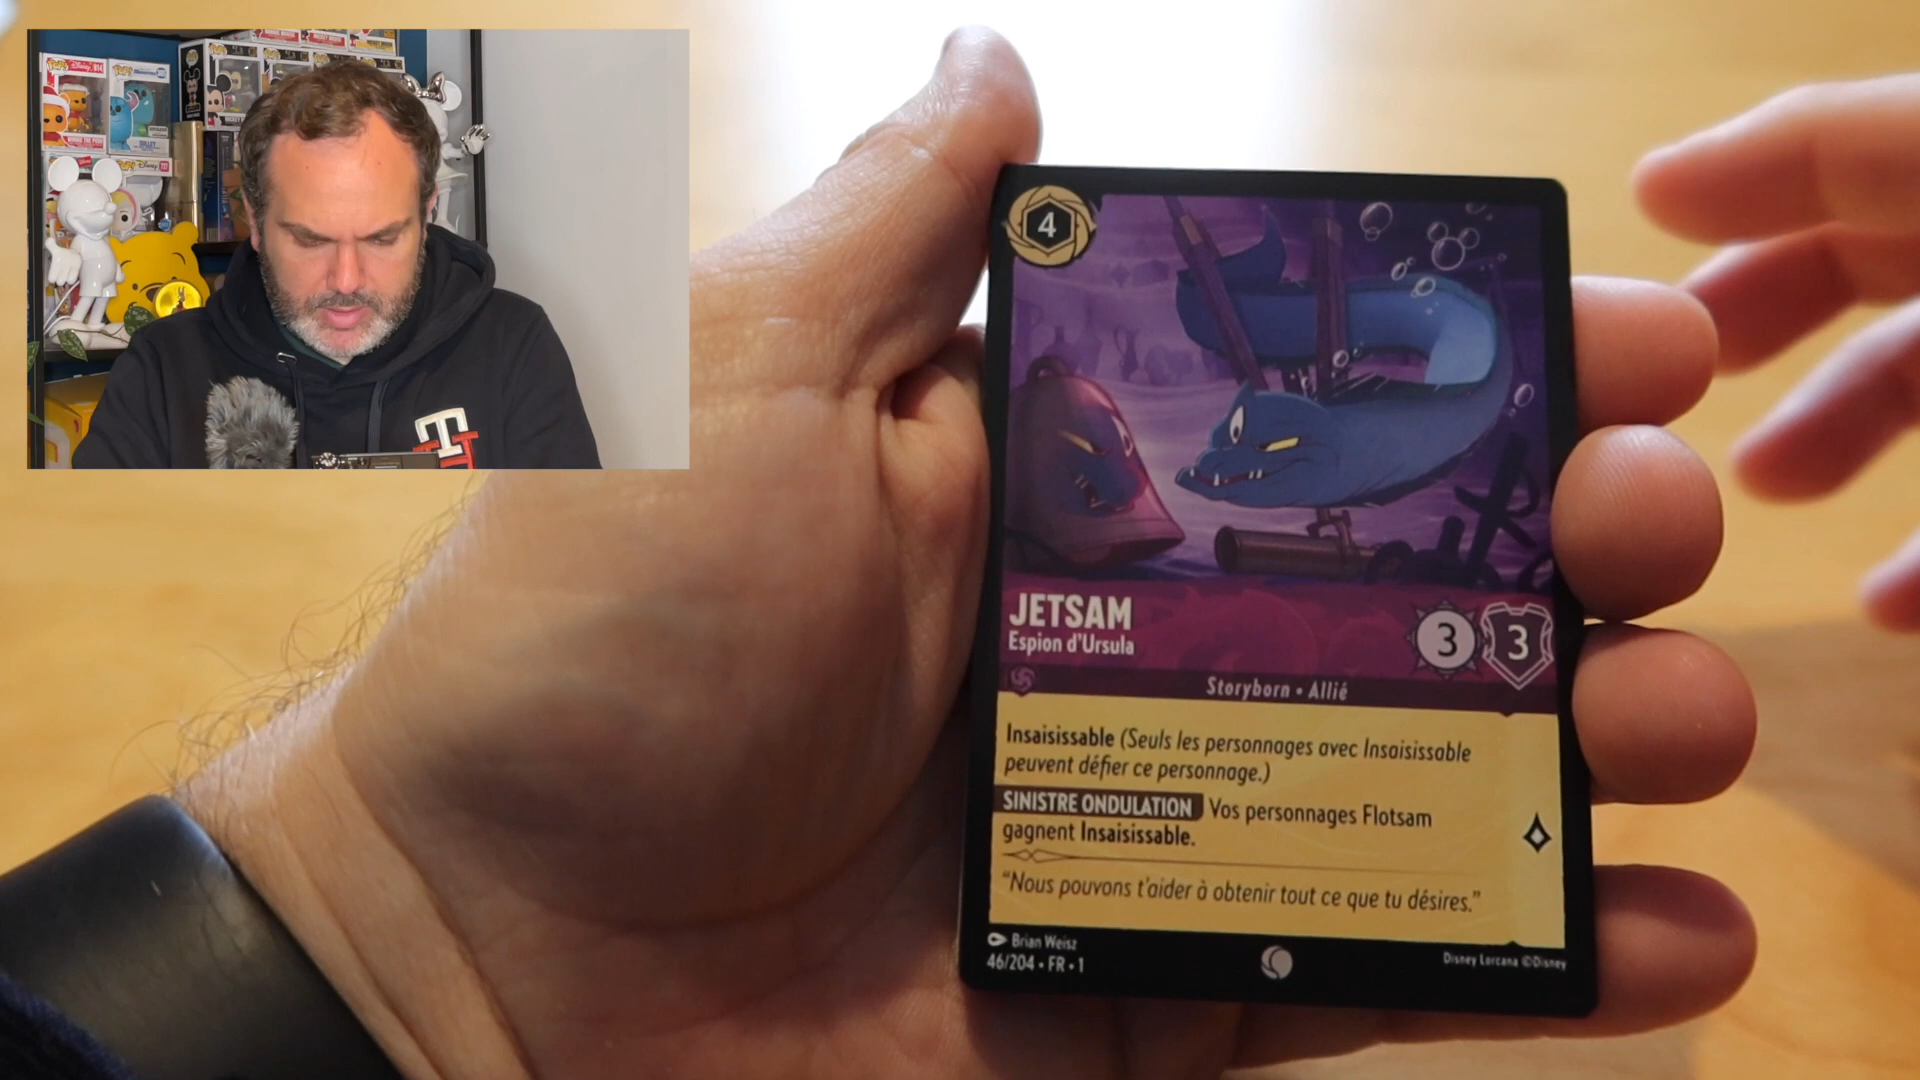 4
JETSAM
Espion d'Ursula
3 3
Storyborn • Allié
Insaisissable (Seuls les personnages avec Insaisissable
peuvent défier ce personnage.)
SINISTRE ONDULATION Vos personnages Flotsam
gagnent Insaisissable.
“Nous pouvons t'aider à obtenir tout ce que tu désires.”
Brian Weisz
46/204 • FR • 1
Disney Lorcana ©Disney